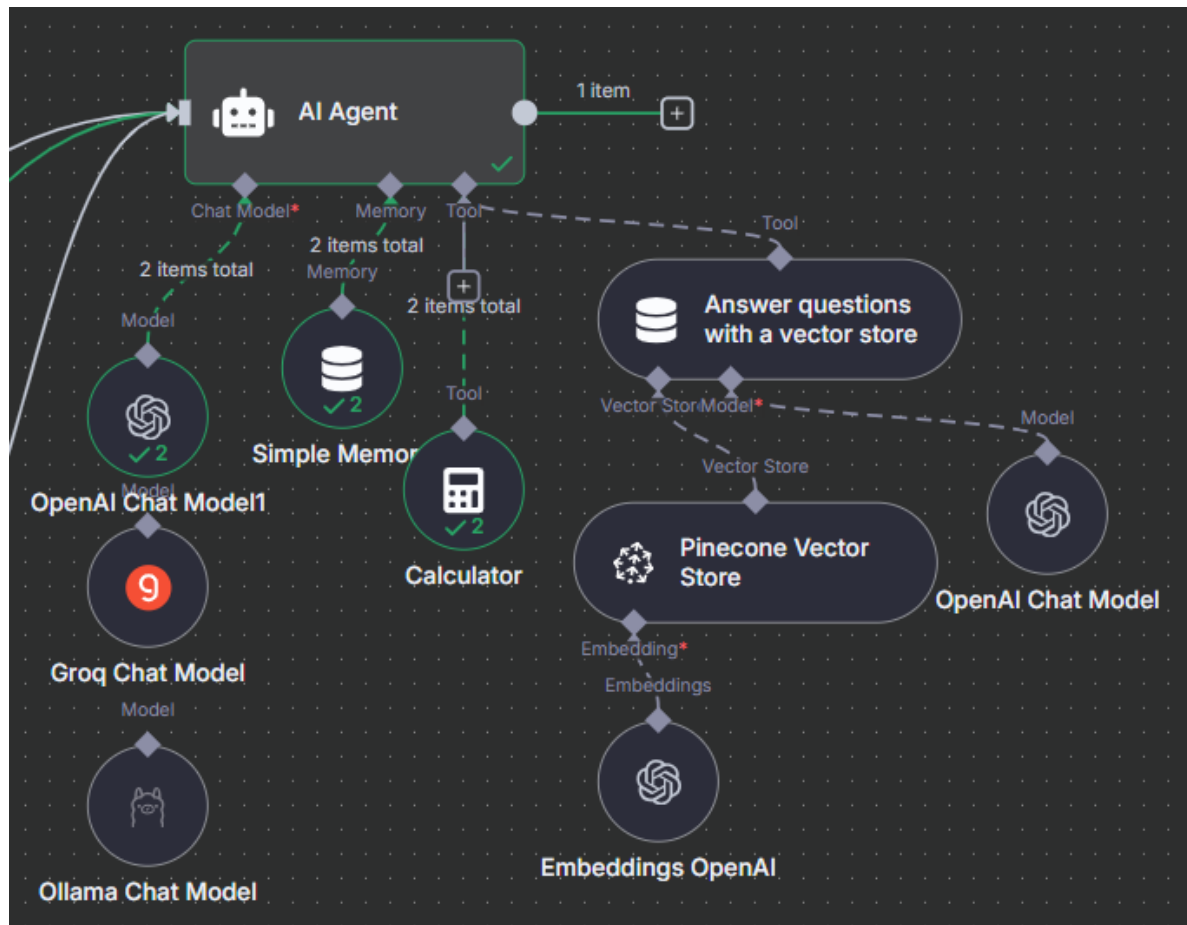 AI Agent
1 item
Chat Model*
Memory
Tool
Tool
2 items total
2 items total
Memory
2 items total
Model
Answer questions
with a vector store
Tool
Vector Stor
Model*
Model
2
2
Simple Memor
OpenAI Chat Model1
Model
2
Calculator
Vector Store
Pinecone Vector
Store
OpenAI Chat Model
Groq Chat Model
Embedding*
Embeddings
Model
Embeddings OpenAI
Ollama Chat Model